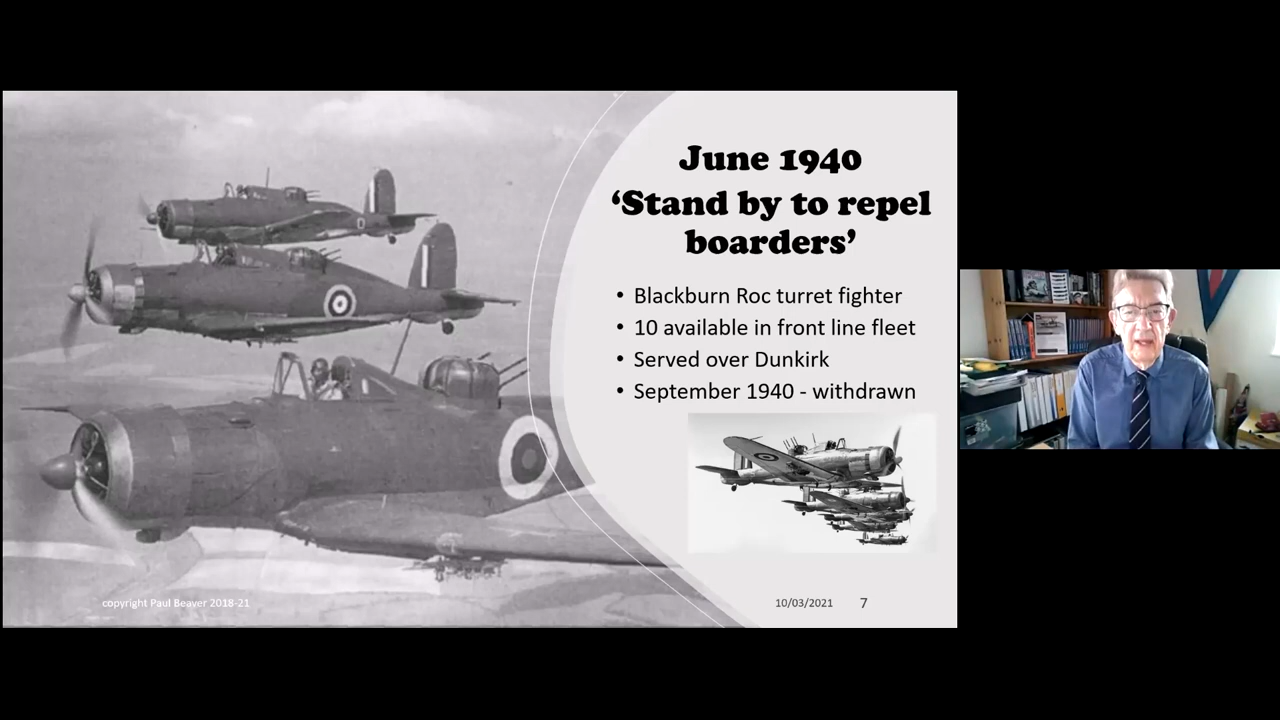 June 1940
‘Stand by to repel
boarders’
• Blackburn Roc turret fighter
• 10 available in front line fleet
• Served over Dunkirk
• September 1940 - withdrawn
copyright Paul Beaver 2018-21
10/03/2021
7